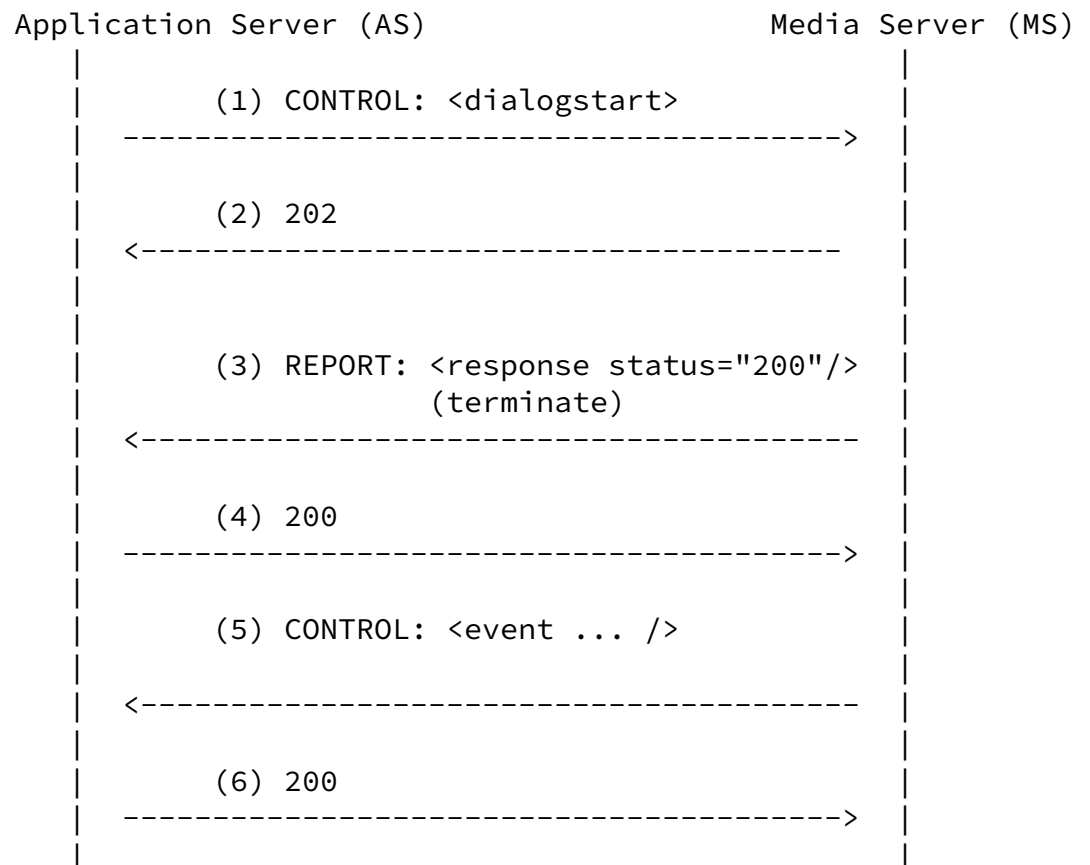 Application Server (AS) Media Server (MS)
(1) CONTROL: <dialogstart>
(2) 202
(3) REPORT: <response status="200"/>
(terminate)
(4) 200
(5) CONTROL: <event ... />
(6) 200